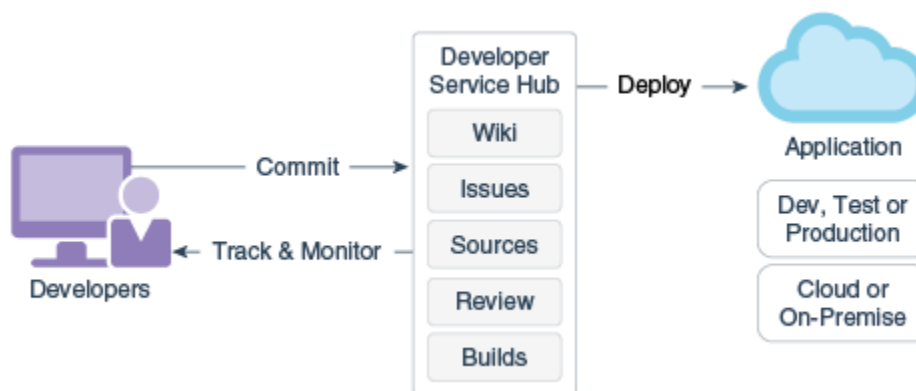 Developer
Service Hub
Wiki
Issues
Sources
Review
Builds
Commit
Track & Monitor
Developers
Deploy
Application
Dev, Test or
Production
Cloud or
On-Premise